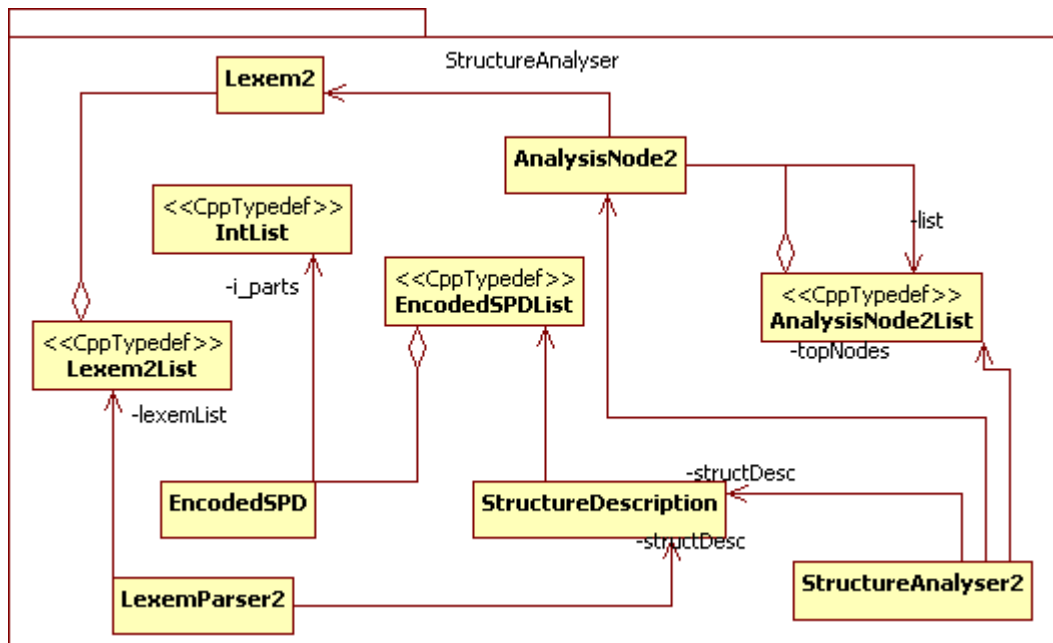 StructureAnalyser
Lexem2
AnalysisNode2
<<CppTypedef>>
IntList
-list
<<CppTypedef>>
EncodedSPDList
-i_parts
<<CppTypedef>>
AnalysisNode2List
<<CppTypedef>>
Lexem2List
-topNodes
-lexemList
-structDesc
EncodedSPD
StructureDescription
-structDesc
StructureAnalyser2
LexemParser2